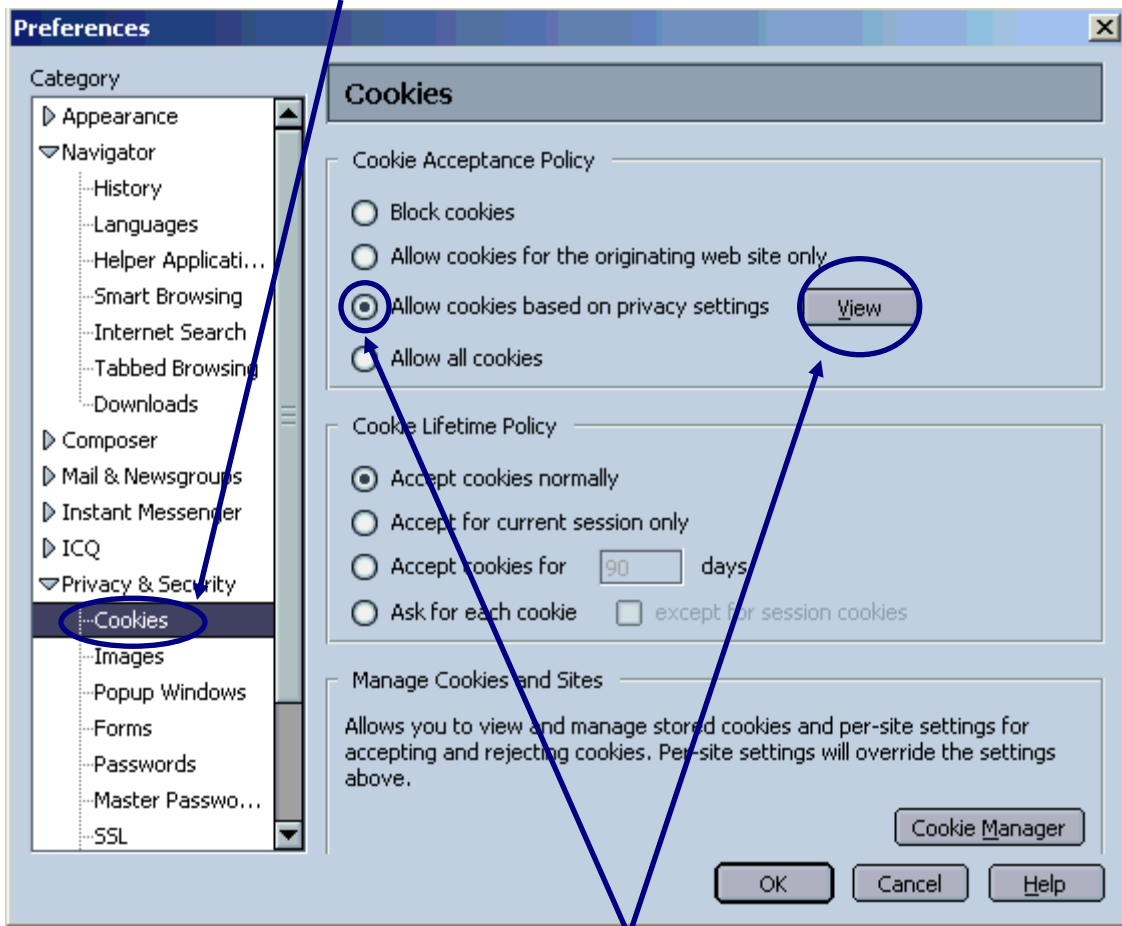 Preferences
Category
Appearance
Navigator
History
Languages
Helper Applicati...
Smart Browsing
Internet Search
Tabbed Browsing
Downloads
Composer
Mail & Newsgroups
Instant Messenger
ICQ
Privacy & Security
Cookies
Images
Popup Windows
Forms
Passwords
Master Passwo...
SSL
Cookies
Cookie Acceptance Policy
Block cookies
Allow cookies for the originating web site only
Allow cookies based on privacy settings View
Allow all cookies
Cookie Lifetime Policy
Accept cookies normally
Accept for current session only
Accept cookies for 90 days
Ask for each cookie except for session cookies
Manage Cookies and Sites
Allows you to view and manage stored cookies and per-site settings for
accepting and rejecting cookies. Per-site settings will override the settings
above.
Cookie Manager
OK Cancel Help